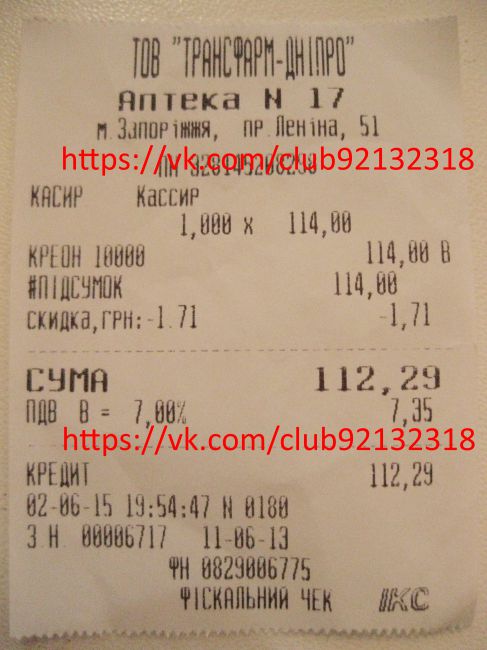 ТОВ "ТРАНСФАРМ-ДНІПРО"
Аптека N 17
м.Запоріжжя, пр.Леніна, 51
https://vk.com/club92132318
ПН
КАСИР Кассир
1,000 x 114,00
КРЕОН 10000 114,00 В
#ПІДСУМОК 114,00
скидка,грн:-1.71 -1,71
СУМА 112,29
ПДВ В = 7,00% 7,35
https://vk.com/club92132318
КРЕДИТ 112,29
02-06-15 19:54:47 N 0180
З.Н. 00006717 11-06-13
ФН 0829006775
ФІСКАЛЬНИЙ ЧЕК ІКС